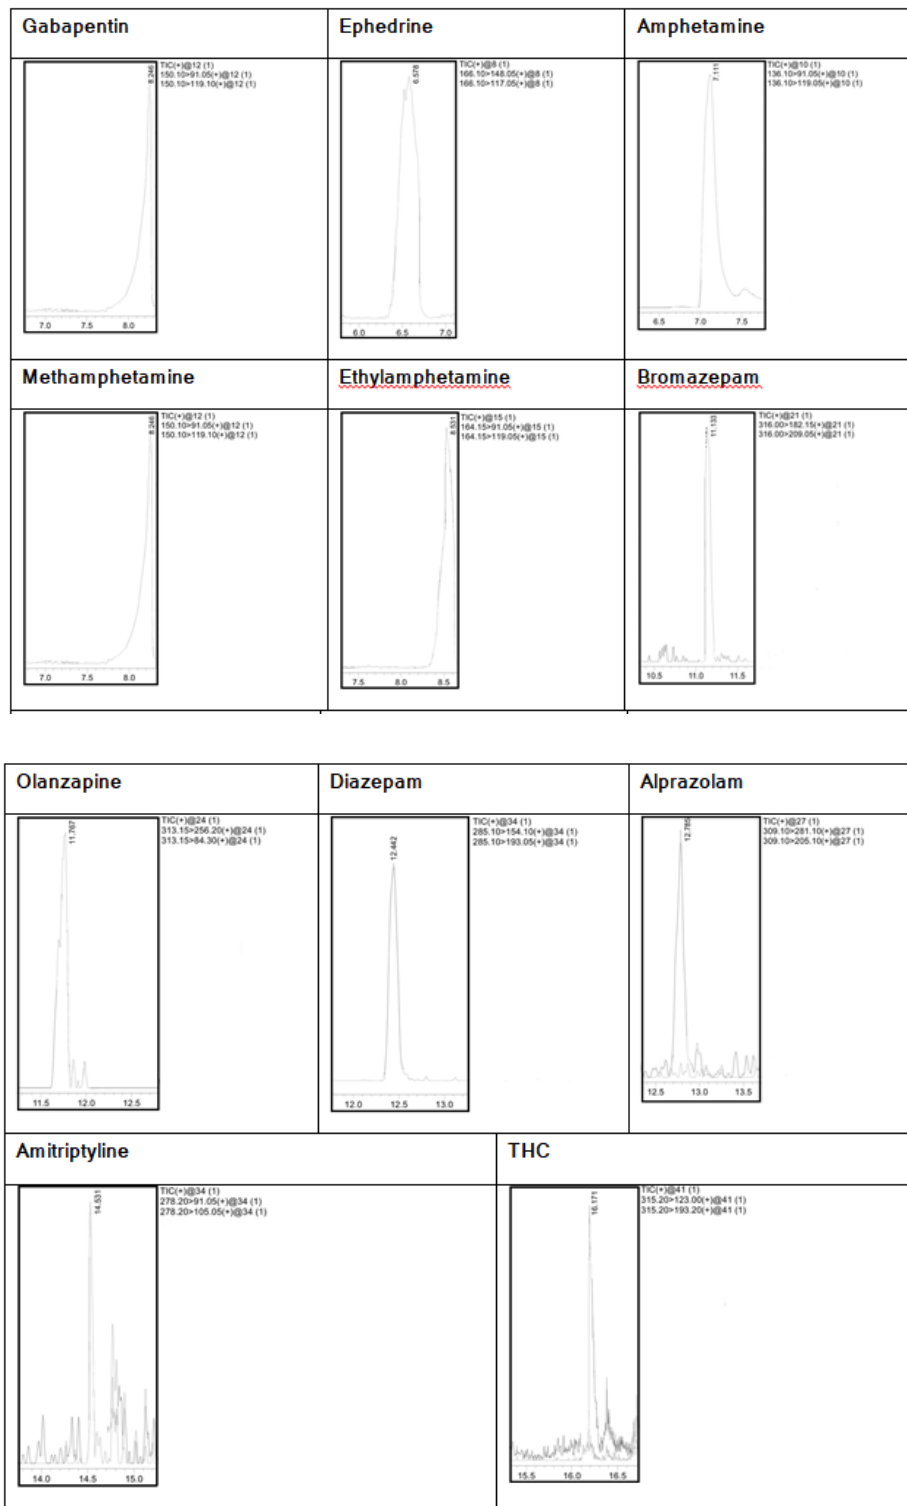 Gabapentin
Ephedrine
Amphetamine
8.246
TIC(+)@12 (1)
150.10>91.05(+)@12 (1)
150.10>119.10(+)@12 (1)
7.0 7.5 8.0
6.578
TIC(+)@8 (1)
166.10>148.05(+)@8 (1)
166.10>117.05(+)@8 (1)
6.0 6.5 7.0
7.111
TIC(+)@10 (1)
136.10>91.05(+)@10 (1)
136.10>119.05(+)@10 (1)
6.5 7.0 7.5
Methamphetamine
Ethylamphetamine
Bromazepam
8.246
TIC(+)@12 (1)
150.10>91.05(+)@12 (1)
150.10>119.10(+)@12 (1)
7.0 7.5 8.0
8.531
TIC(+)@15 (1)
164.15>91.05(+)@15 (1)
164.15>119.05(+)@15 (1)
7.5 8.0 8.5
11.133
TIC(+)@21 (1)
316.00>182.15(+)@21 (1)
316.00>209.05(+)@21 (1)
10.5 11.0 11.5
Olanzapine
Diazepam
Alprazolam
11.767
TIC(+)@24 (1)
313.15>256.20(+)@24 (1)
313.15>84.30(+)@24 (1)
11.5 12.0 12.5
12.442
TIC(+)@34 (1)
285.10>154.10(+)@34 (1)
285.10>193.05(+)@34 (1)
12.0 12.5 13.0
12.785
TIC(+)@27 (1)
309.10>281.10(+)@27 (1)
309.10>205.10(+)@27 (1)
12.5 13.0 13.5
Amitriptyline
THC
14.531
TIC(+)@34 (1)
278.20>91.05(+)@34 (1)
278.20>105.05(+)@34 (1)
14.0 14.5 15.0
16.171
TIC(+)@41 (1)
315.20>123.00(+)@41 (1)
315.20>193.20(+)@41 (1)
15.5 16.0 16.5